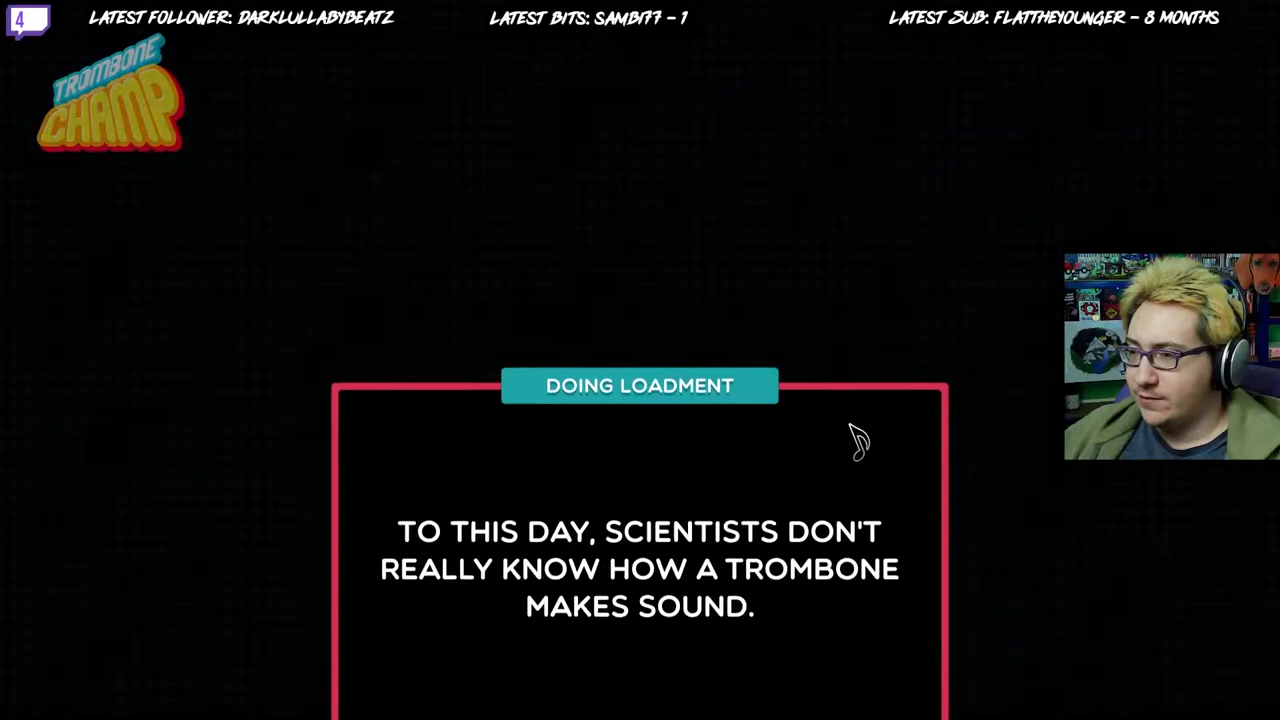 4
LATEST FOLLOWER: DARKLULLABYBEATZ
LATEST BITS: SAMBI77 - 1
LATEST SUB: FLATTHEYOUNGER - 8 MONTHS
TROMBONE
CHAMP
DOING LOADMENT
TO THIS DAY, SCIENTISTS DON'T
REALLY KNOW HOW A TROMBONE
MAKES SOUND.